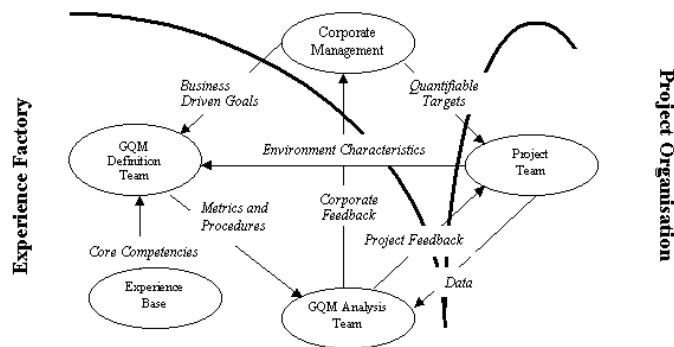 Corporate
Management
Business
Driven Goals
Quantifiable
Targets
Experience Factory
Project Organisation
GQM
Definition
Team
Environment Characteristics
Project
Team
Metrics and
Procedures
Corporate
Feedback
Project Feedback
Core Competencies
Data
Experience
Base
GQM Analysis
Team